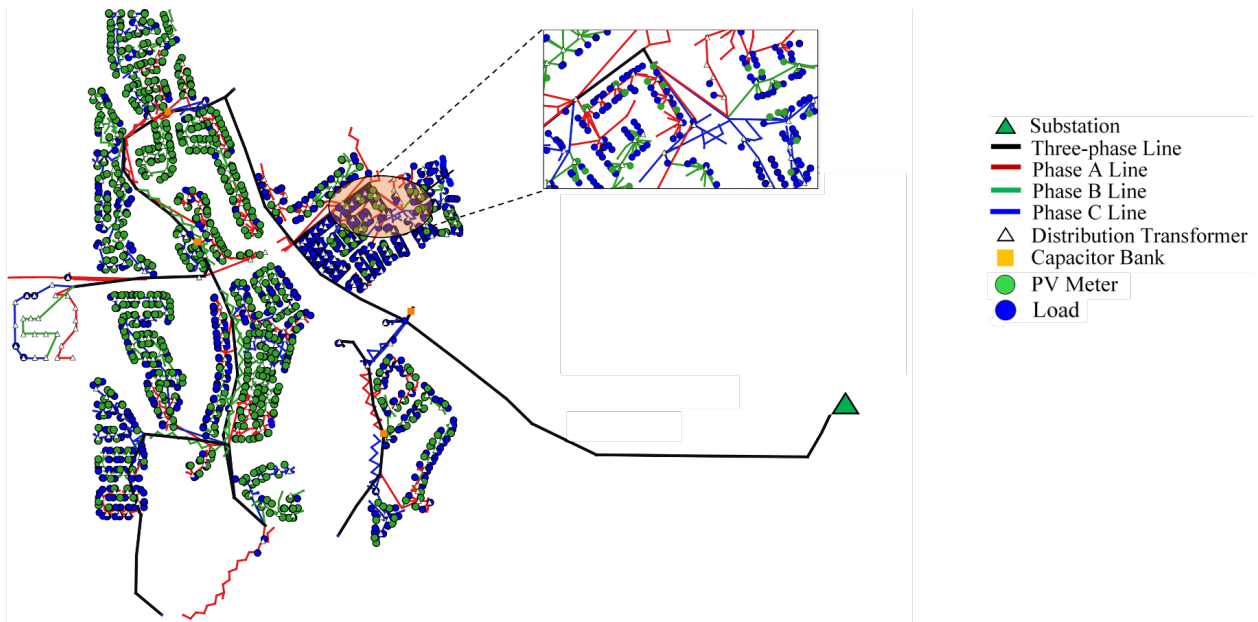 Substation
Three-phase Line
Phase A Line
Phase B Line
Phase C Line
Distribution Transformer
Capacitor Bank
PV Meter
Load